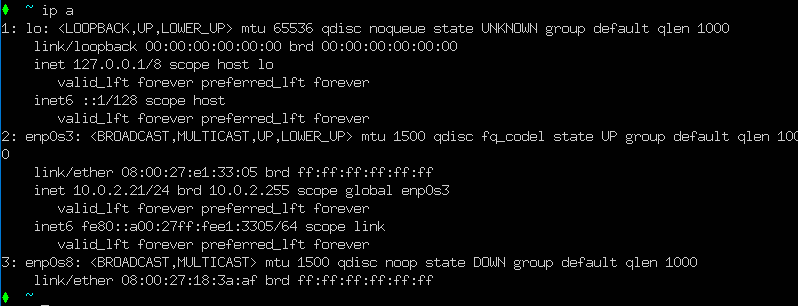 ~ ip a
1: lo: <LOOPBACK,UP,LOWER_UP> mtu 65536 qdisc noqueue state UNKNOWN group default qlen 1000
link/loopback 00:00:00:00:00:00 brd 00:00:00:00:00:00
inet 127.0.0.1/8 scope host lo
valid_lft forever preferred_lft forever
inet6 ::1/128 scope host
valid_lft forever preferred_lft forever
2: enp0s3: <BROADCAST,MULTICAST,UP,LOWER_UP> mtu 1500 qdisc fq_codel state UP group default qlen 100
0
link/ether 08:00:27:e1:33:05 brd ff:ff:ff:ff:ff:ff
inet 10.0.2.21/24 brd 10.0.2.255 scope global enp0s3
valid_lft forever preferred_lft forever
inet6 fe80::a00:27ff:fee1:3305/64 scope link
valid_lft forever preferred_lft forever
3: enp0s8: <BROADCAST,MULTICAST> mtu 1500 qdisc noop state DOWN group default qlen 1000
link/ether 08:00:27:18:3a:af brd ff:ff:ff:ff:ff:ff
~